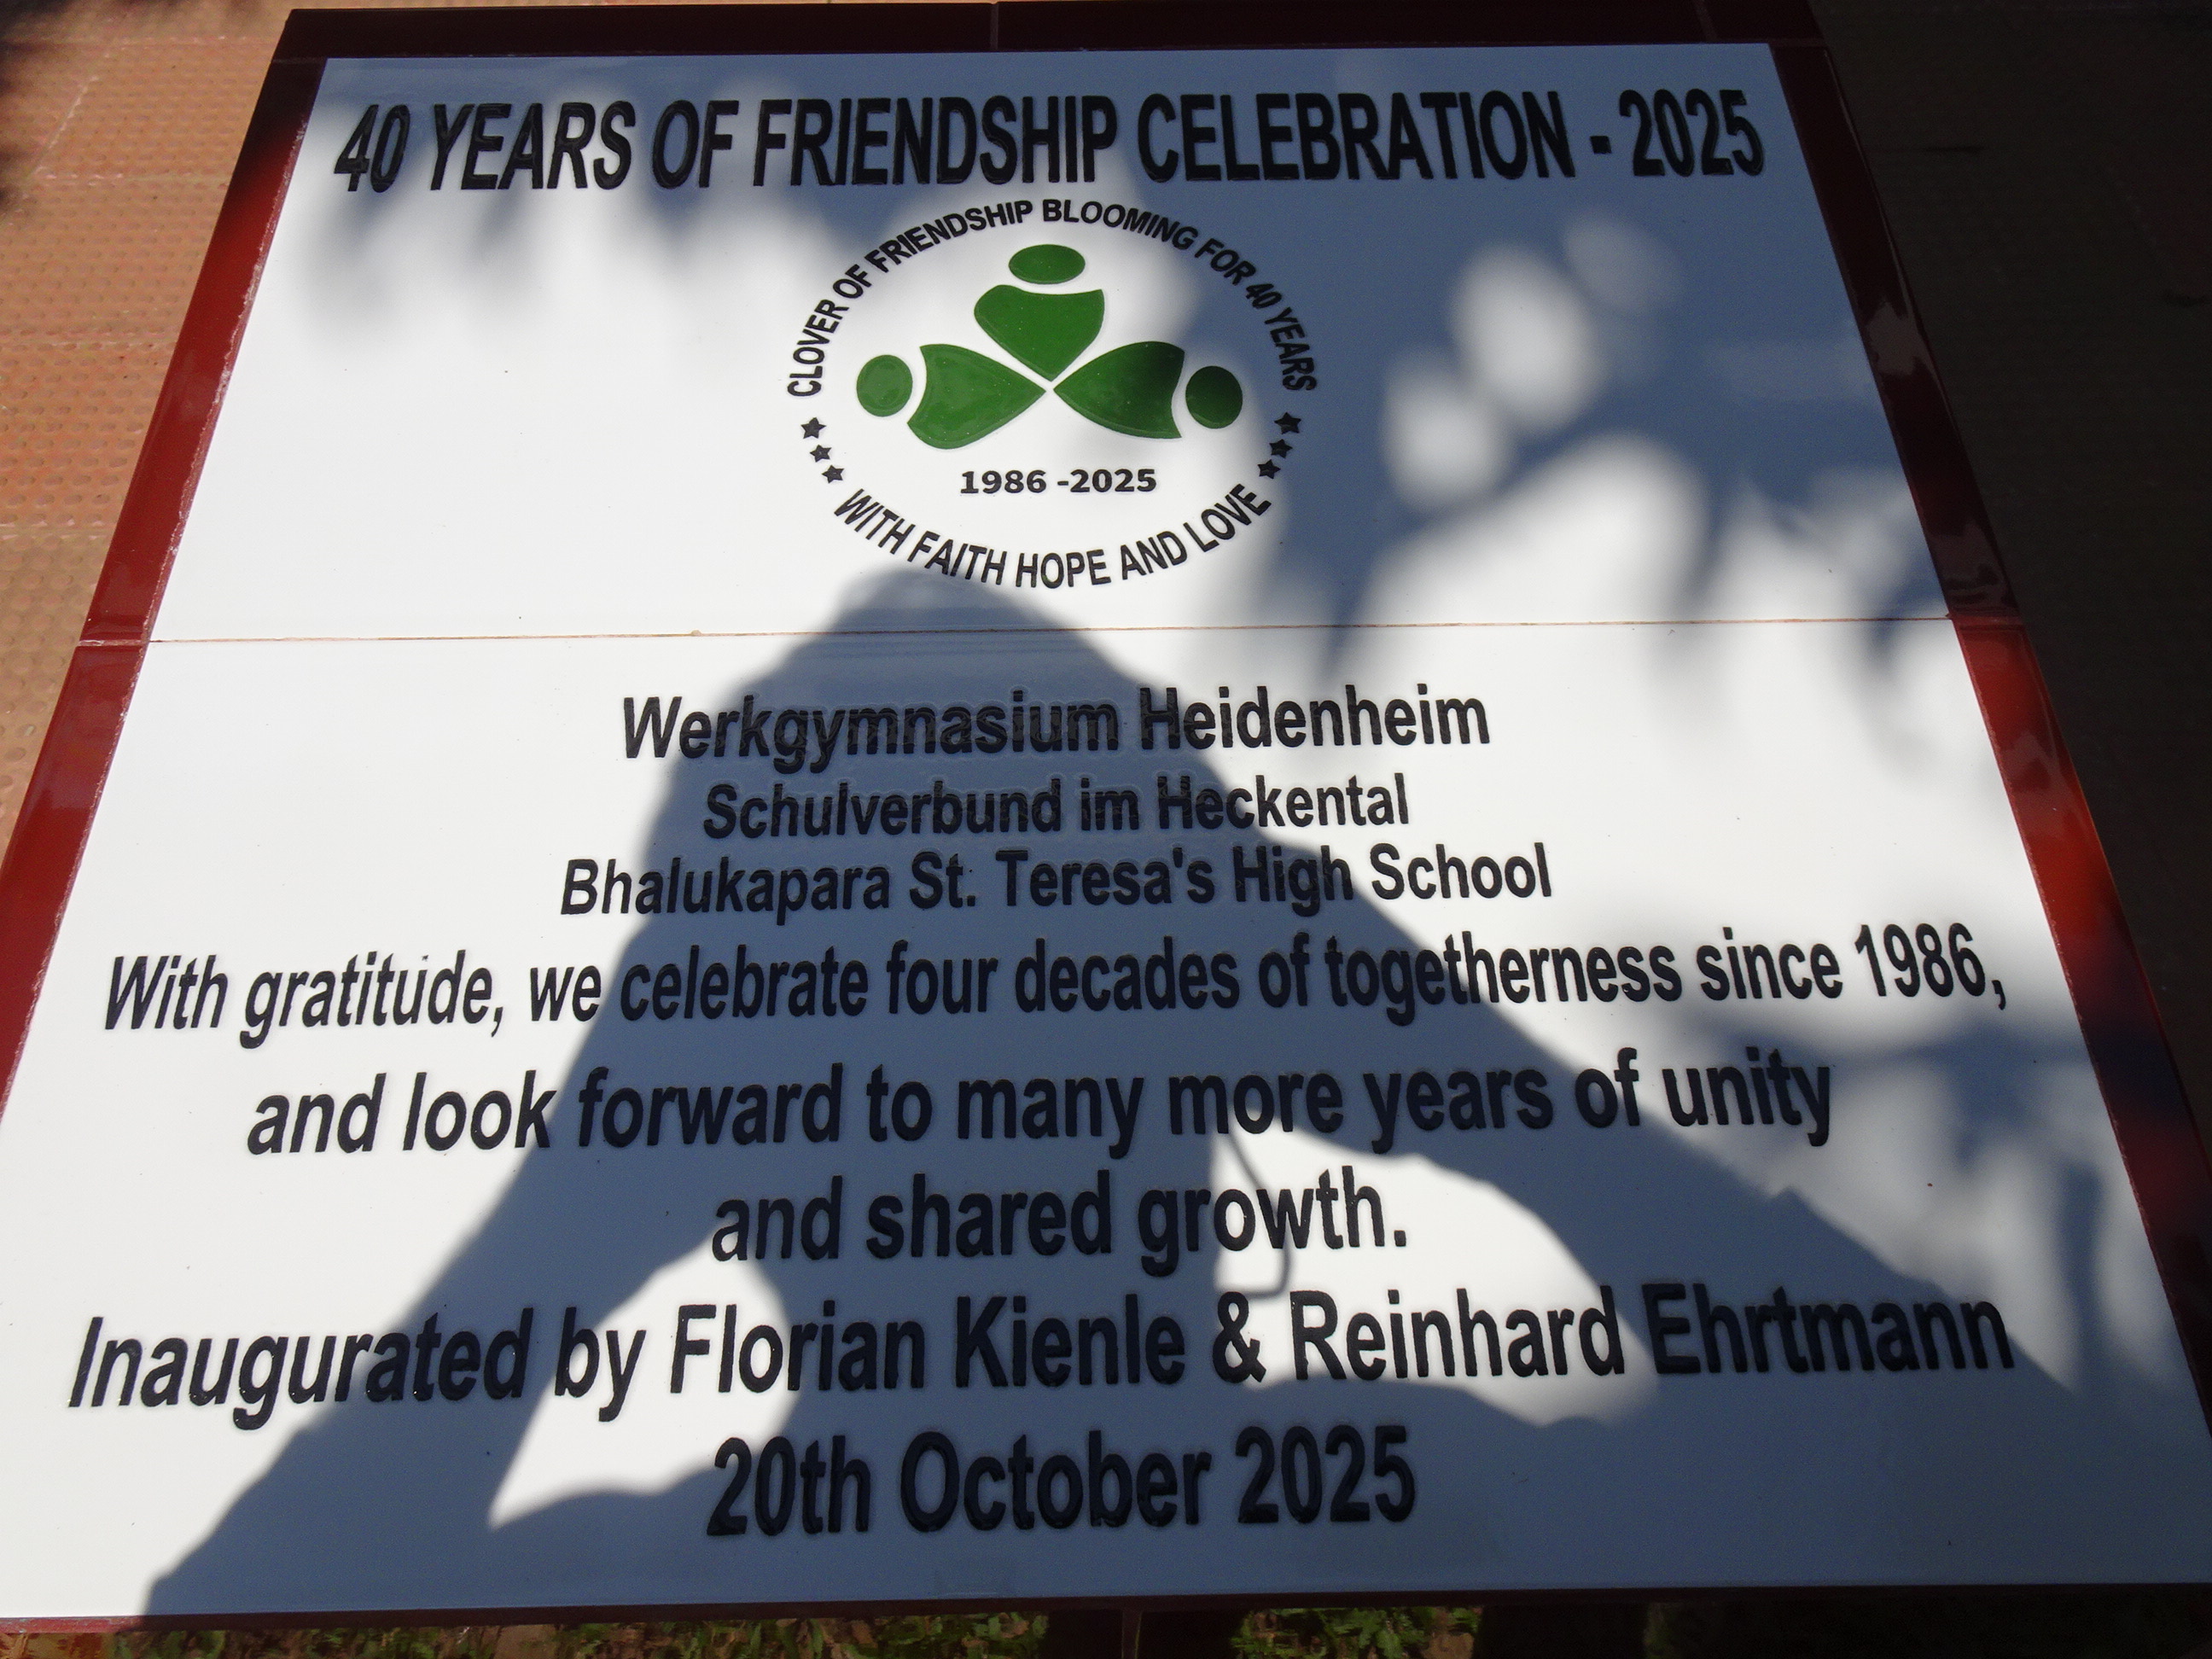 40 YEARS OF FRIENDSHIP CELEBRATION - 2025
CLOVER OF FRIENDSHIP BLOOMING FOR 40 YEARS
1986 -2025
WITH FAITH HOPE AND LOVE
Werkgymnasium Heidenheim
Schulverbund im Heckental
Bhalukapara St. Teresa's High School
With gratitude, we celebrate four decades of togetherness since 1986,
and look forward to many more years of unity
and shared growth.
Inaugurated by Florian Kienle & Reinhard Ehrtmann
20th October 2025